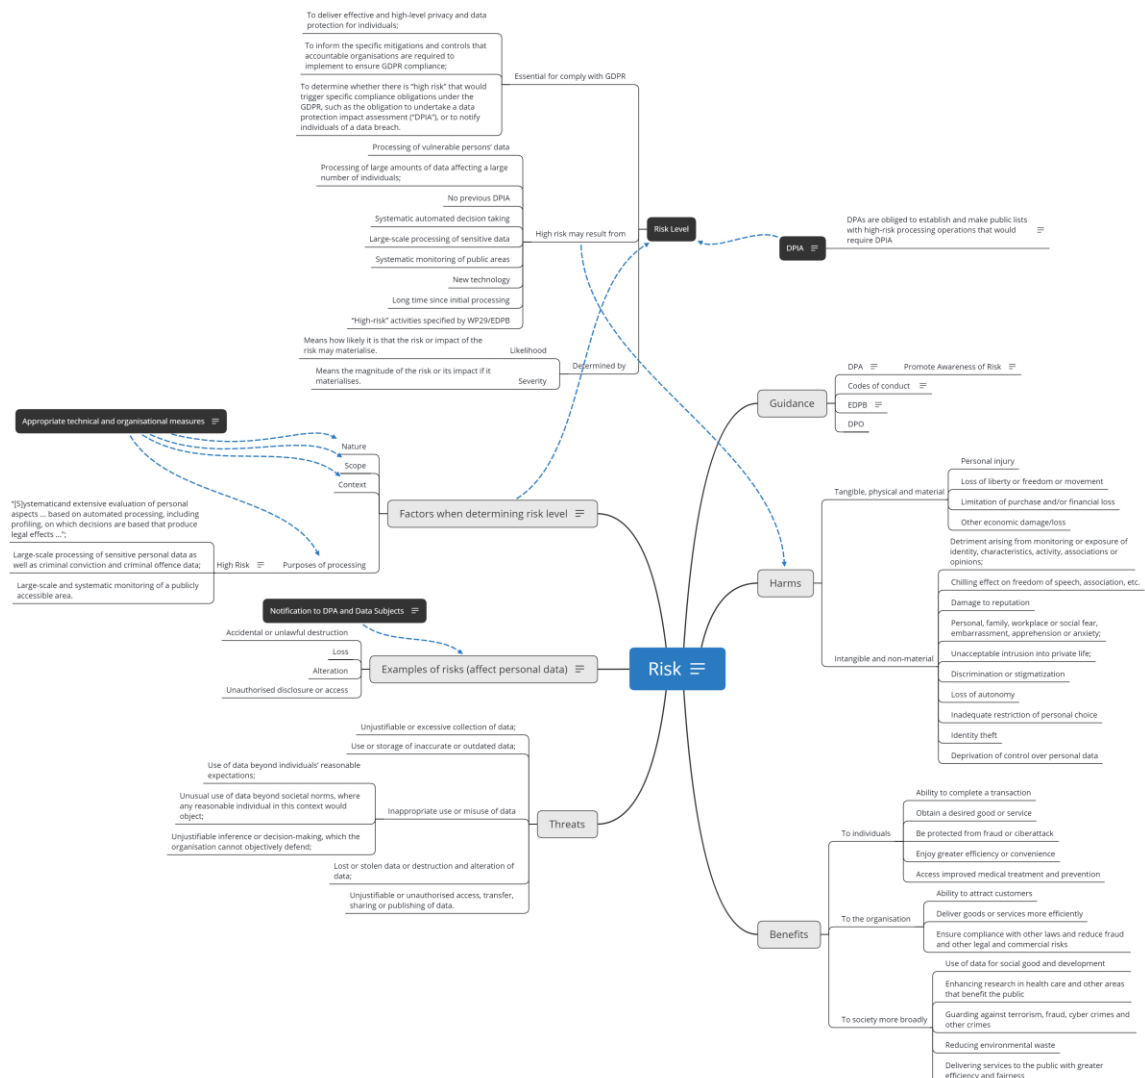 To deliver effective and high-level privacy and data
protection for individuals;
To inform the specific mitigations and controls that
accountable organisations are required to
implement to ensure GDPR compliance;
Essential for comply with GDPR
To determine whether there is “high risk” that would
trigger specific compliance obligations under the
GDPR, such as the obligation to undertake a data
protection impact assessment (“DPIA”), or to notify
individuals of a data breach.
Processing of vulnerable persons’ data
Processing of large amounts of data affecting a large
number of individuals;
No previous DPIA
Systematic automated decision taking
High risk may result from
Risk Level
Large-scale processing of sensitive data
Systematic monitoring of public areas
New technology
Long time since initial processing
“High-risk” activities specified by WP29/EDPB
Means how likely it is that the risk or impact of the
risk may materialise.
Likelihood
Determined by
Means the magnitude of the risk or its impact if it
materialises.
Severity
DPIA
DPAs are obliged to establish and make public lists
with high-risk processing operations that would
require DPIA
Guidance
DPA
Promote Awareness of Risk
Codes of conduct
EDPB
DPO
Appropriate technical and organisational measures
Nature
Scope
Context
Factors when determining risk level
“[S]ystematicand extensive evaluation of personal
aspects ... based on automated processing, including
profiling, on which decisions are based that produce
legal effects ...”;
Large-scale processing of sensitive personal data as
well as criminal conviction and criminal offence data;
High Risk
Purposes of processing
Large-scale and systematic monitoring of a publicly
accessible area.
Harms
Tangible, physical and material
Personal injury
Loss of liberty or freedom or movement
Limitation of purchase and/or financial loss
Other economic damage/loss
Intangible and non-material
Detriment arising from monitoring or exposure of
identity, characteristics, activity, associations or
opinions;
Chilling effect on freedom of speech, association, etc.
Damage to reputation
Personal, family, workplace or social fear,
embarrassment, apprehension or anxiety;
Unacceptable intrusion into private life;
Discrimination or stigmatization
Loss of autonomy
Inadequate restriction of personal choice
Identity theft
Deprivation of control over personal data
Notification to DPA and Data Subjects
Accidental or unlawful destruction
Loss
Alteration
Unauthorised disclosure or access
Examples of risks (affect personal data)
Risk
Unjustifiable or excessive collection of data;
Use or storage of inaccurate or outdated data;
Use of data beyond individuals’ reasonable
expectations;
Unusual use of data beyond societal norms, where
any reasonable individual in this context would
object;
Inappropriate use or misuse of data
Unjustifiable inference or decision-making, which the
organisation cannot objectively defend;
Threats
Lost or stolen data or destruction and alteration of
data;
Unjustifiable or unauthorised access, transfer,
sharing or publishing of data.
Benefits
To individuals
Ability to complete a transaction
Obtain a desired good or service
Be protected from fraud or ciberattack
Enjoy greater efficiency or convenience
Access improved medical treatment and prevention
To the organisation
Ability to attract customers
Deliver goods or services more efficiently
Ensure compliance with other laws and reduce fraud
and other legal and commercial risks
To society more broadly
Use of data for social good and development
Enhancing research in health care and other areas
that benefit the public
Guarding against terrorism, fraud, cyber crimes and
other crimes
Reducing environmental waste
Delivering services to the public with greater
efficiency and fairness